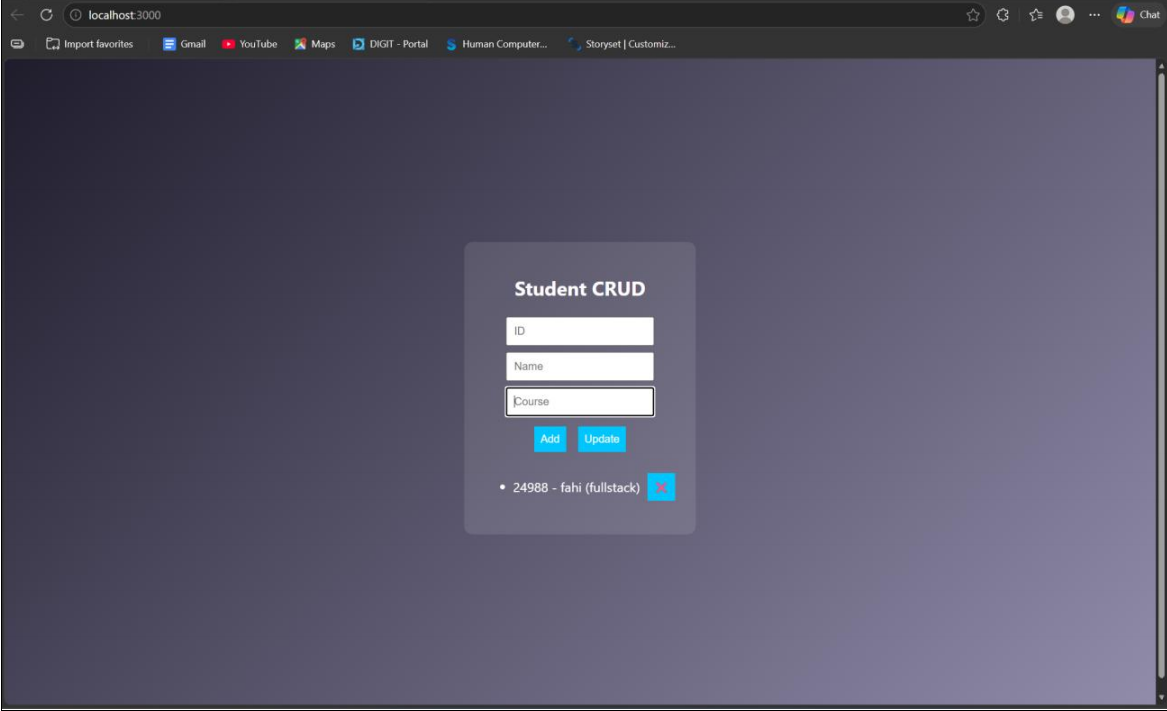 localhost:3000
Chat
Import favorites Gmail YouTube Maps DIGIT - Portal Human Computer... Storyset | Customiz...
Student CRUD
ID
Name
Course
Add Update
• 24988 - fahi (fullstack)